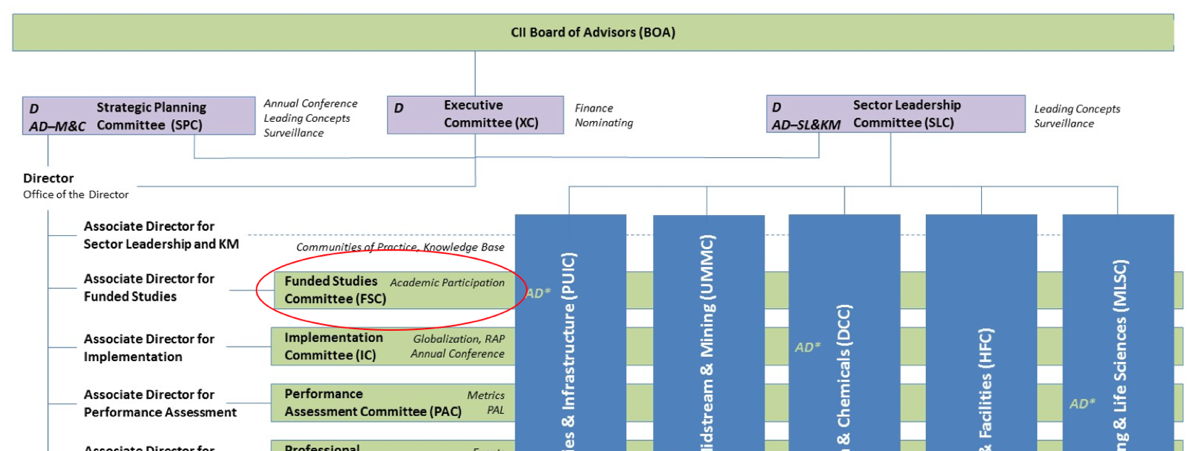 CII Board of Advisors (BOA)
D
AD–M&C
Strategic Planning
Committee (SPC)
Annual Conference
Leading Concepts
Surveillance
D
Executive
Committee (XC)
Finance
Nominating
D
AD–SL&KM
Sector Leadership
Committee (SLC)
Leading Concepts
Surveillance
Director
Office of the Director
Associate Director for
Sector Leadership and KM
Communities of Practice, Knowledge Base
Associate Director for
Funded Studies
Funded Studies
Committee (FSC)
Academic Participation
AD*
Associate Director for
Implementation
Implementation
Committee (IC)
Globalization, RAP
Annual Conference
AD*
Associate Director for
Performance Assessment
Performance
Assessment Committee (PAC)
Metrics
PAL
AD*
Associate Director for
Professional
& Infrastructure (PUIC)
& Mining (UMMC)
& Chemicals (DCC)
& Facilities (HFC)
& Life Sciences (MLSC)